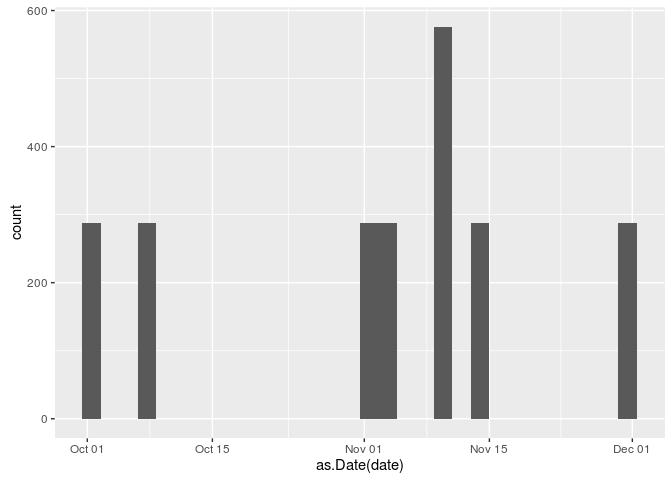 600
400
200
0
count
Oct 01
Oct 15
Nov 01
Nov 15
Dec 01
as.Date(date)